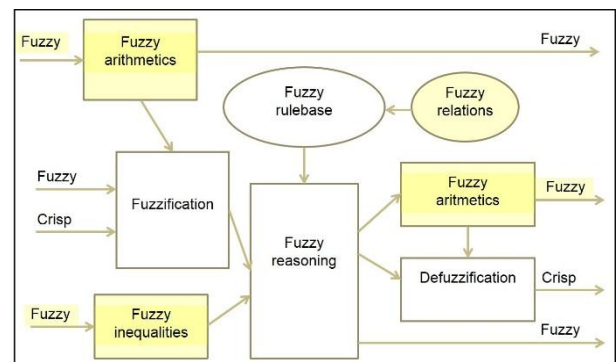 Fuzzy
Fuzzy
arithmetics
Fuzzy
Fuzzy
rulebase
Fuzzy
relations
Fuzzy
Crisp
Fuzzification
Fuzzy
reasoning
Fuzzy
aritmetics
Fuzzy
Defuzzification
Crisp
Fuzzy
Fuzzy
inequalities
Fuzzy